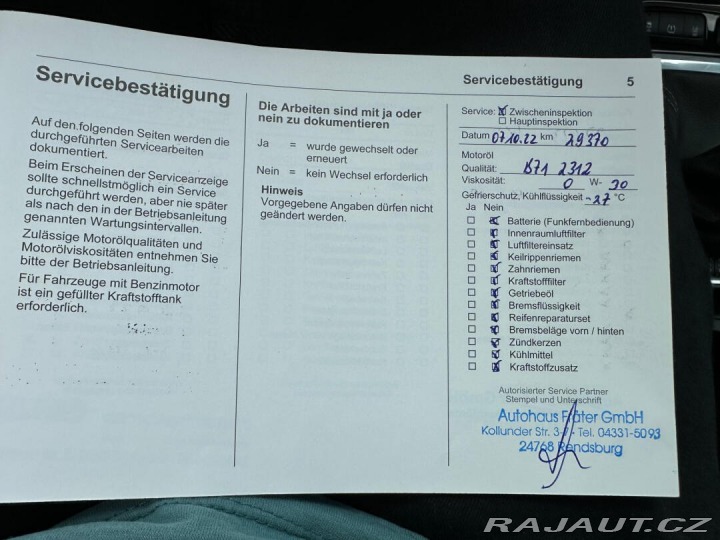 Servicebestätigung
Auf den folgenden Seiten werden die
durchgeführten Servicearbeiten
dokumentiert.
Beim Erscheinen der Serviceanzeige
sollte schnellstmöglich ein Service
durchgeführt werden, aber nie später
als nach den in der Betriebsanleitung
genannten Wartungsintervallen.
Zulässige Motorölqualitäten und
Motorölviskositäten entnehmen Sie
bitte der Betriebsanleitung.
Für Fahrzeuge mit Benzinmotor
ist ein gefüllter Kraftstofftank
erforderlich.
Die Arbeiten sind mit ja oder
nein zu dokumentieren
Ja = wurde gewechselt oder
erneuert
Nein = kein Wechsel erforderlich
Hinweis
Vorgegebene Angaben dürfen nicht
geändert werden.
Servicebestätigung 5
Service: Zwischeninspektion
Hauptinspektion
Datum 07.10.22 km 29370
Motoröl
Qualität: B71 2312
Viskosität: 0 W- 20
Gefrierschutz, Kühlflüssigkeit -37 °C
Ja Nein
Batterie (Funkfernbedienung)
Innenraumluftfilter
Luftfiltereinsatz
Keilrippenriemen
Zahnriemen
Kraftstofffilter
Getriebeöl
Bremsflüssigkeit
Reifenreparaturset
Bremsbeläge vorn / hinten
Zündkerzen
Kühlmittel
Kraftstoffzusatz
Autorisierter Service Partner
Stempel und Unterschrift
Autohaus GmbH
Kollunder Str. Tel. 04331-5093
24768 Rendsburg
RAJAUT.CZ